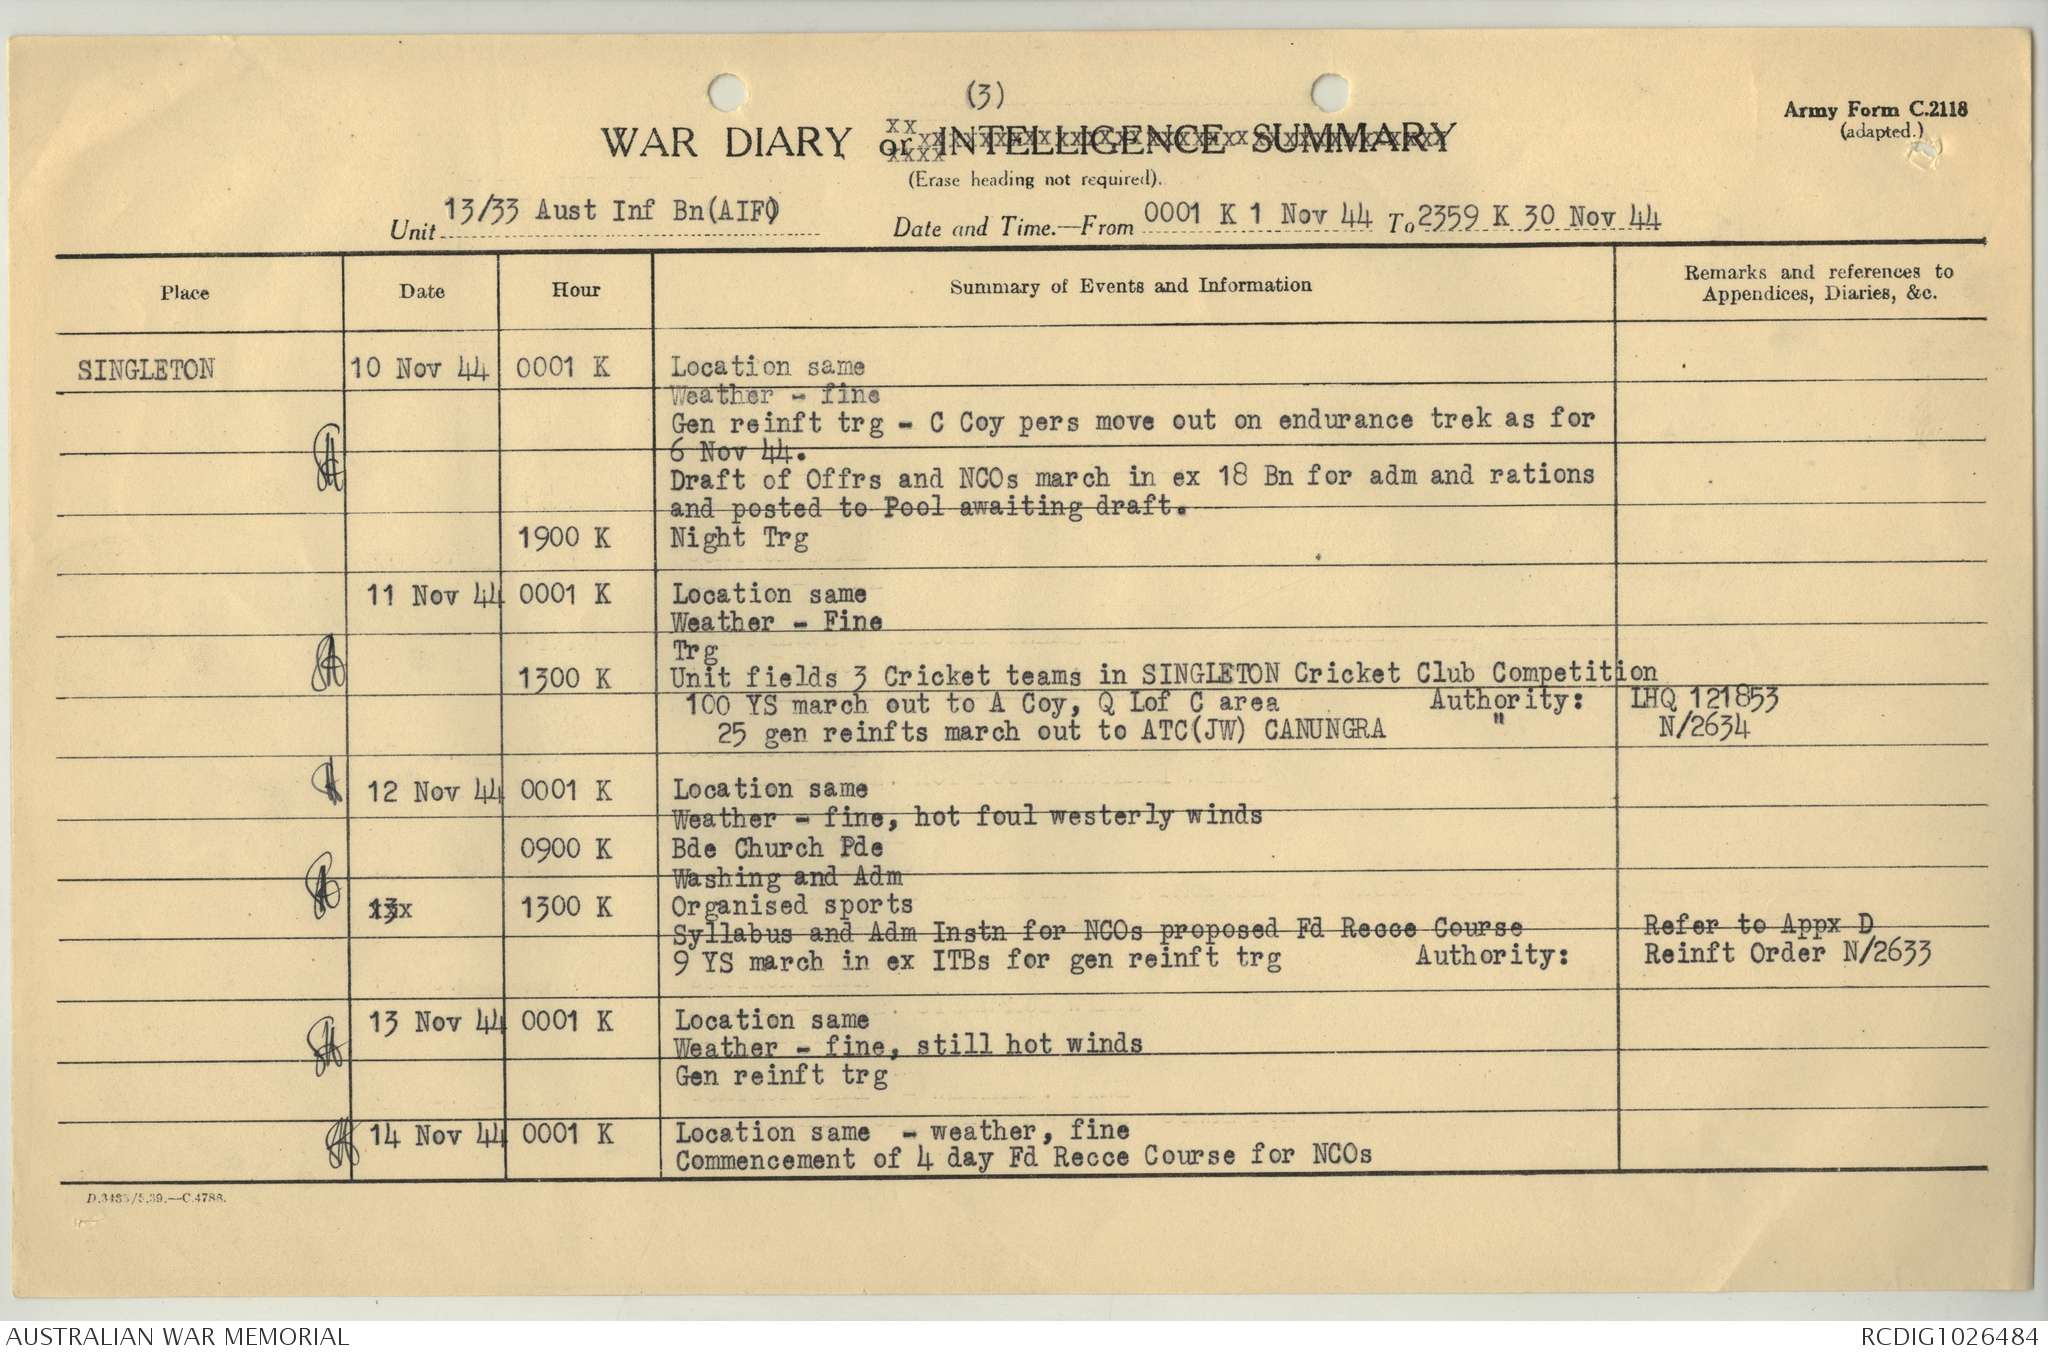 (3)
Army Form C.2118
(adapted.)
WAR DIARY or INTELLIGENCE SUMMARY
(Erase heading not required).
Unit 13/33 Aust Inf Bn(AIF) Date and Time.—From 0001 K 1 Nov 44 To 2359 K 30 Nov 44
Place Date Hour Summary of Events and Information Remarks and references to
Appendices, Diaries, &c.
SINGLETON 10 Nov 44 0001 K Location same
Weather - fine
Gen reinft trg - C Coy pers move out on endurance trek as for
6 Nov 44.
Draft of Offrs and NCOs march in ex 18 Bn for adm and rations
and posted to Pool awaiting draft.
1900 K Night Trg
11 Nov 44 0001 K Location same
Weather - Fine
Trg
1300 K Unit fields 3 Cricket teams in SINGLETON Cricket Club Competition
100 YS march out to A Coy, Q Lof C area Authority: LHQ 121853
25 gen reinfts march out to ATC(JW) CANUNGRA " N/2634
12 Nov 44 0001 K Location same
Weather - fine, hot foul westerly winds
0900 K Bde Church Pde
Washing and Adm
13 1300 K Organised sports
Syllabus and Adm Instn for NCOs proposed Fd Recce Course Refer to Appx D
9 YS march in ex ITBs for gen reinft trg Authority: Reinft Order N/2633
13 Nov 44 0001 K Location same
Weather - fine, still hot winds
Gen reinft trg
14 Nov 44 0001 K Location same - weather, fine
Commencement of 4 day Fd Recce Course for NCOs
D.3483/5.39.—C.4788.
AUSTRALIAN WAR MEMORIAL RCDIG1026484